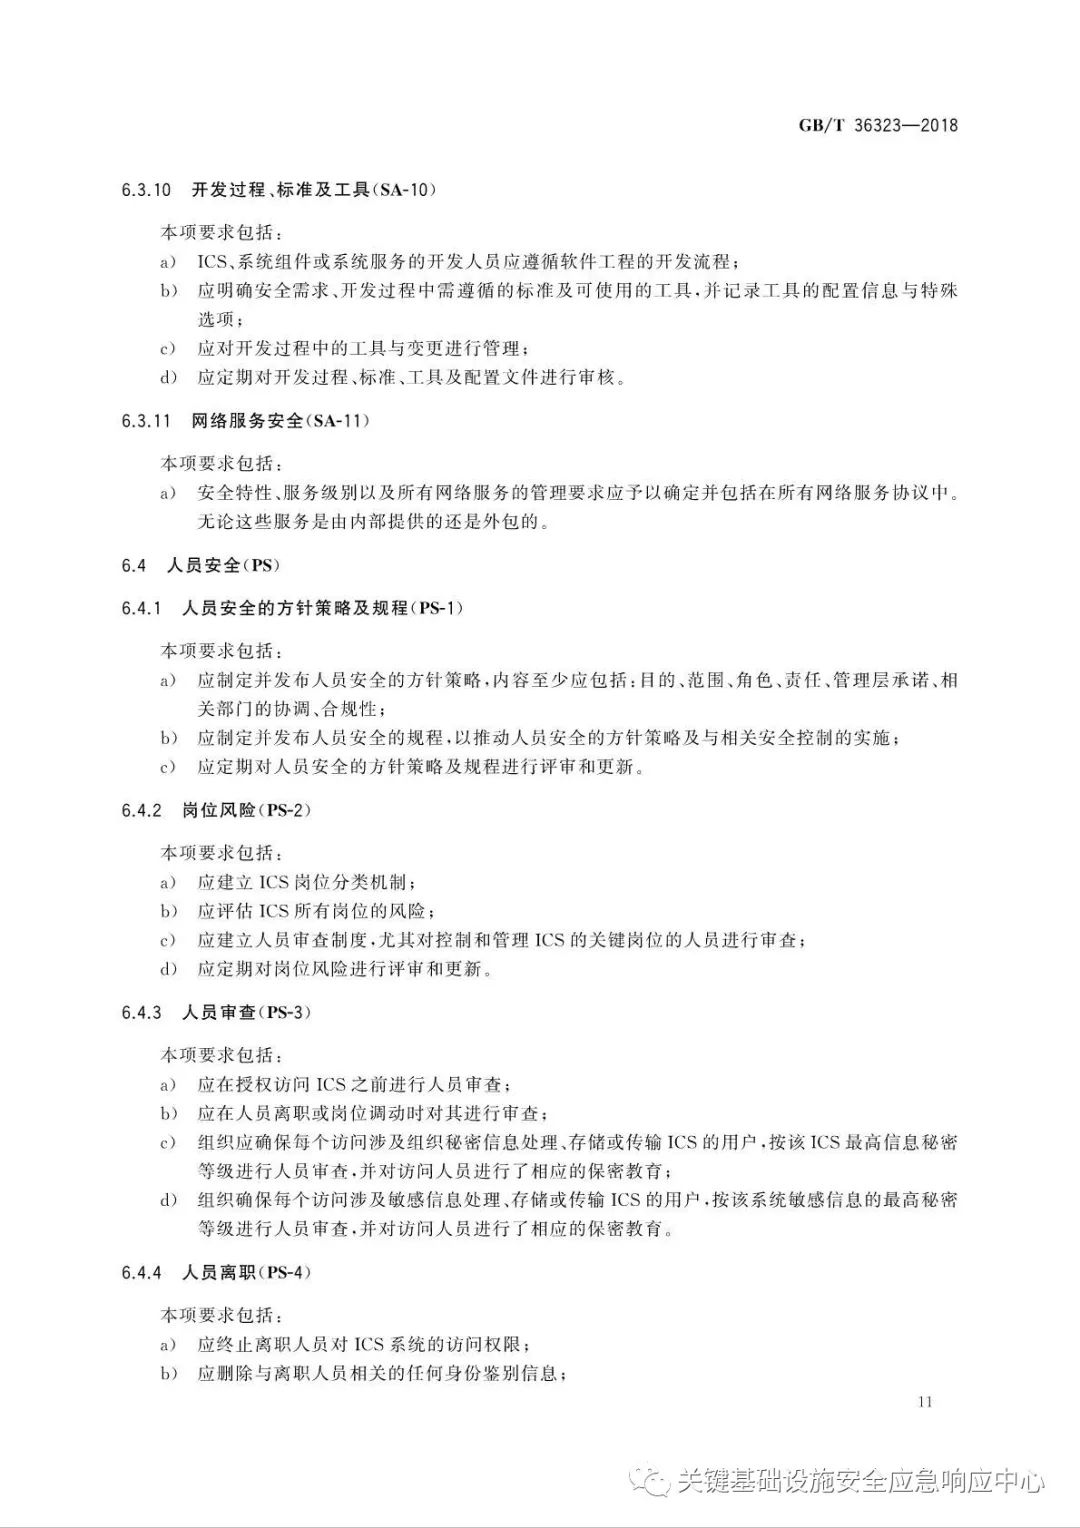 GB/T 36323—2018
6.3.10 开发过程、标准及工具(SA-10)
本项要求包括:
a) ICS、系统组件或系统服务的开发人员应遵循软件工程的开发流程;
b) 应明确安全需求、开发过程中需遵循的标准及可使用的工具,并记录工具的配置信息与特殊
选项;
c) 应对开发过程中的工具与变更进行管理;
d) 应定期对开发过程、标准、工具及配置文件进行审核。
6.3.11 网络服务安全(SA-11)
本项要求包括:
a) 安全特性、服务级别以及所有网络服务的管理要求应予以确定并包括在所有网络服务协议中。
无论这些服务是由内部提供的还是外包的。
6.4 人员安全(PS)
6.4.1 人员安全的方针策略及规程(PS-1)
本项要求包括:
a) 应制定并发布人员安全的方针策略,内容至少应包括:目的、范围、角色、责任、管理层承诺、相
关部门的协调、合规性;
b) 应制定并发布人员安全的规程,以推动人员安全的方针策略及与相关安全控制的实施;
c) 应定期对人员安全的方针策略及规程进行评审和更新。
6.4.2 岗位风险(PS-2)
本项要求包括:
a) 应建立 ICS 岗位分类机制;
b) 应评估 ICS 所有岗位的风险;
c) 应建立人员审查制度,尤其对控制和管理 ICS 的关键岗位的人员进行审查;
d) 应定期对岗位风险进行评审和更新。
6.4.3 人员审查(PS-3)
本项要求包括:
a) 应在授权访问 ICS 之前进行人员审查;
b) 应在人员离职或岗位调动时对其进行审查;
c) 组织应确保每个访问涉及组织秘密信息处理、存储或传输 ICS 的用户,按该 ICS 最高信息秘密
等级进行人员审查,并对访问人员进行了相应的保密教育;
d) 组织确保每个访问涉及敏感信息处理、存储或传输 ICS 的用户,按该系统敏感信息的最高秘密
等级进行人员审查,并对访问人员进行了相应的保密教育。
6.4.4 人员离职(PS-4)
本项要求包括:
a) 应终止离职人员对 ICS 系统的访问权限;
b) 应删除与离职人员相关的任何身份鉴别信息;
11
关键基础设施安全应急响应中心